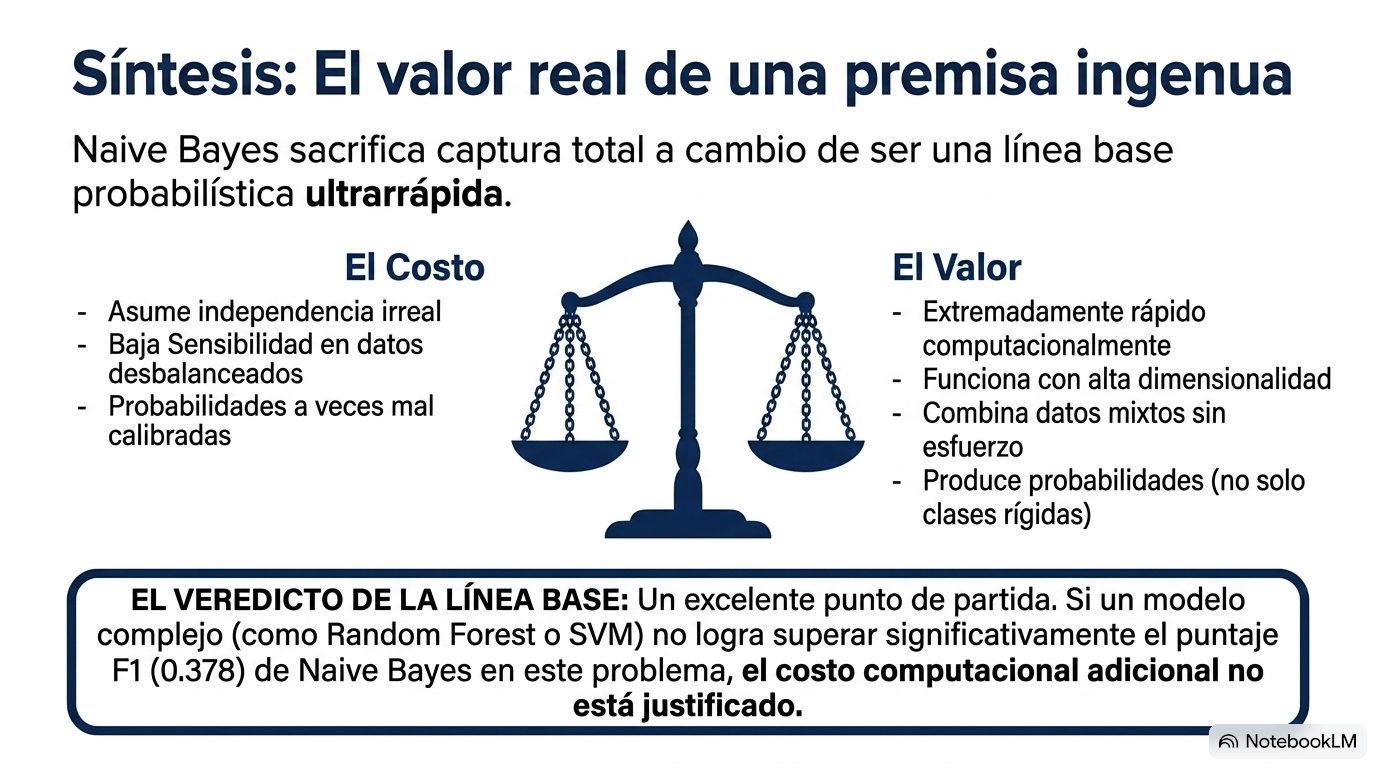 Síntesis: El valor real de una premisa ingenua
Naive Bayes sacrifica captura total a cambio de ser una línea base
probabilística ultrarrápida.
El Costo
- Asume independencia irreal
- Baja Sensibilidad en datos
desbalanceados
- Probabilidades a veces mal
calibradas
El Valor
- Extremadamente rápido
computacionalmente
- Funciona con alta dimensionalidad
- Combina datos mixtos sin
esfuerzo
- Produce probabilidades (no solo
clases rígidas)
EL VEREDICTO DE LA LÍNEA BASE: Un excelente punto de partida. Si un modelo
complejo (como Random Forest o SVM) no logra superar significativamente el puntaje
F1 (0.378) de Naive Bayes en este problema, el costo computacional adicional no
está justificado.
NotebookLM